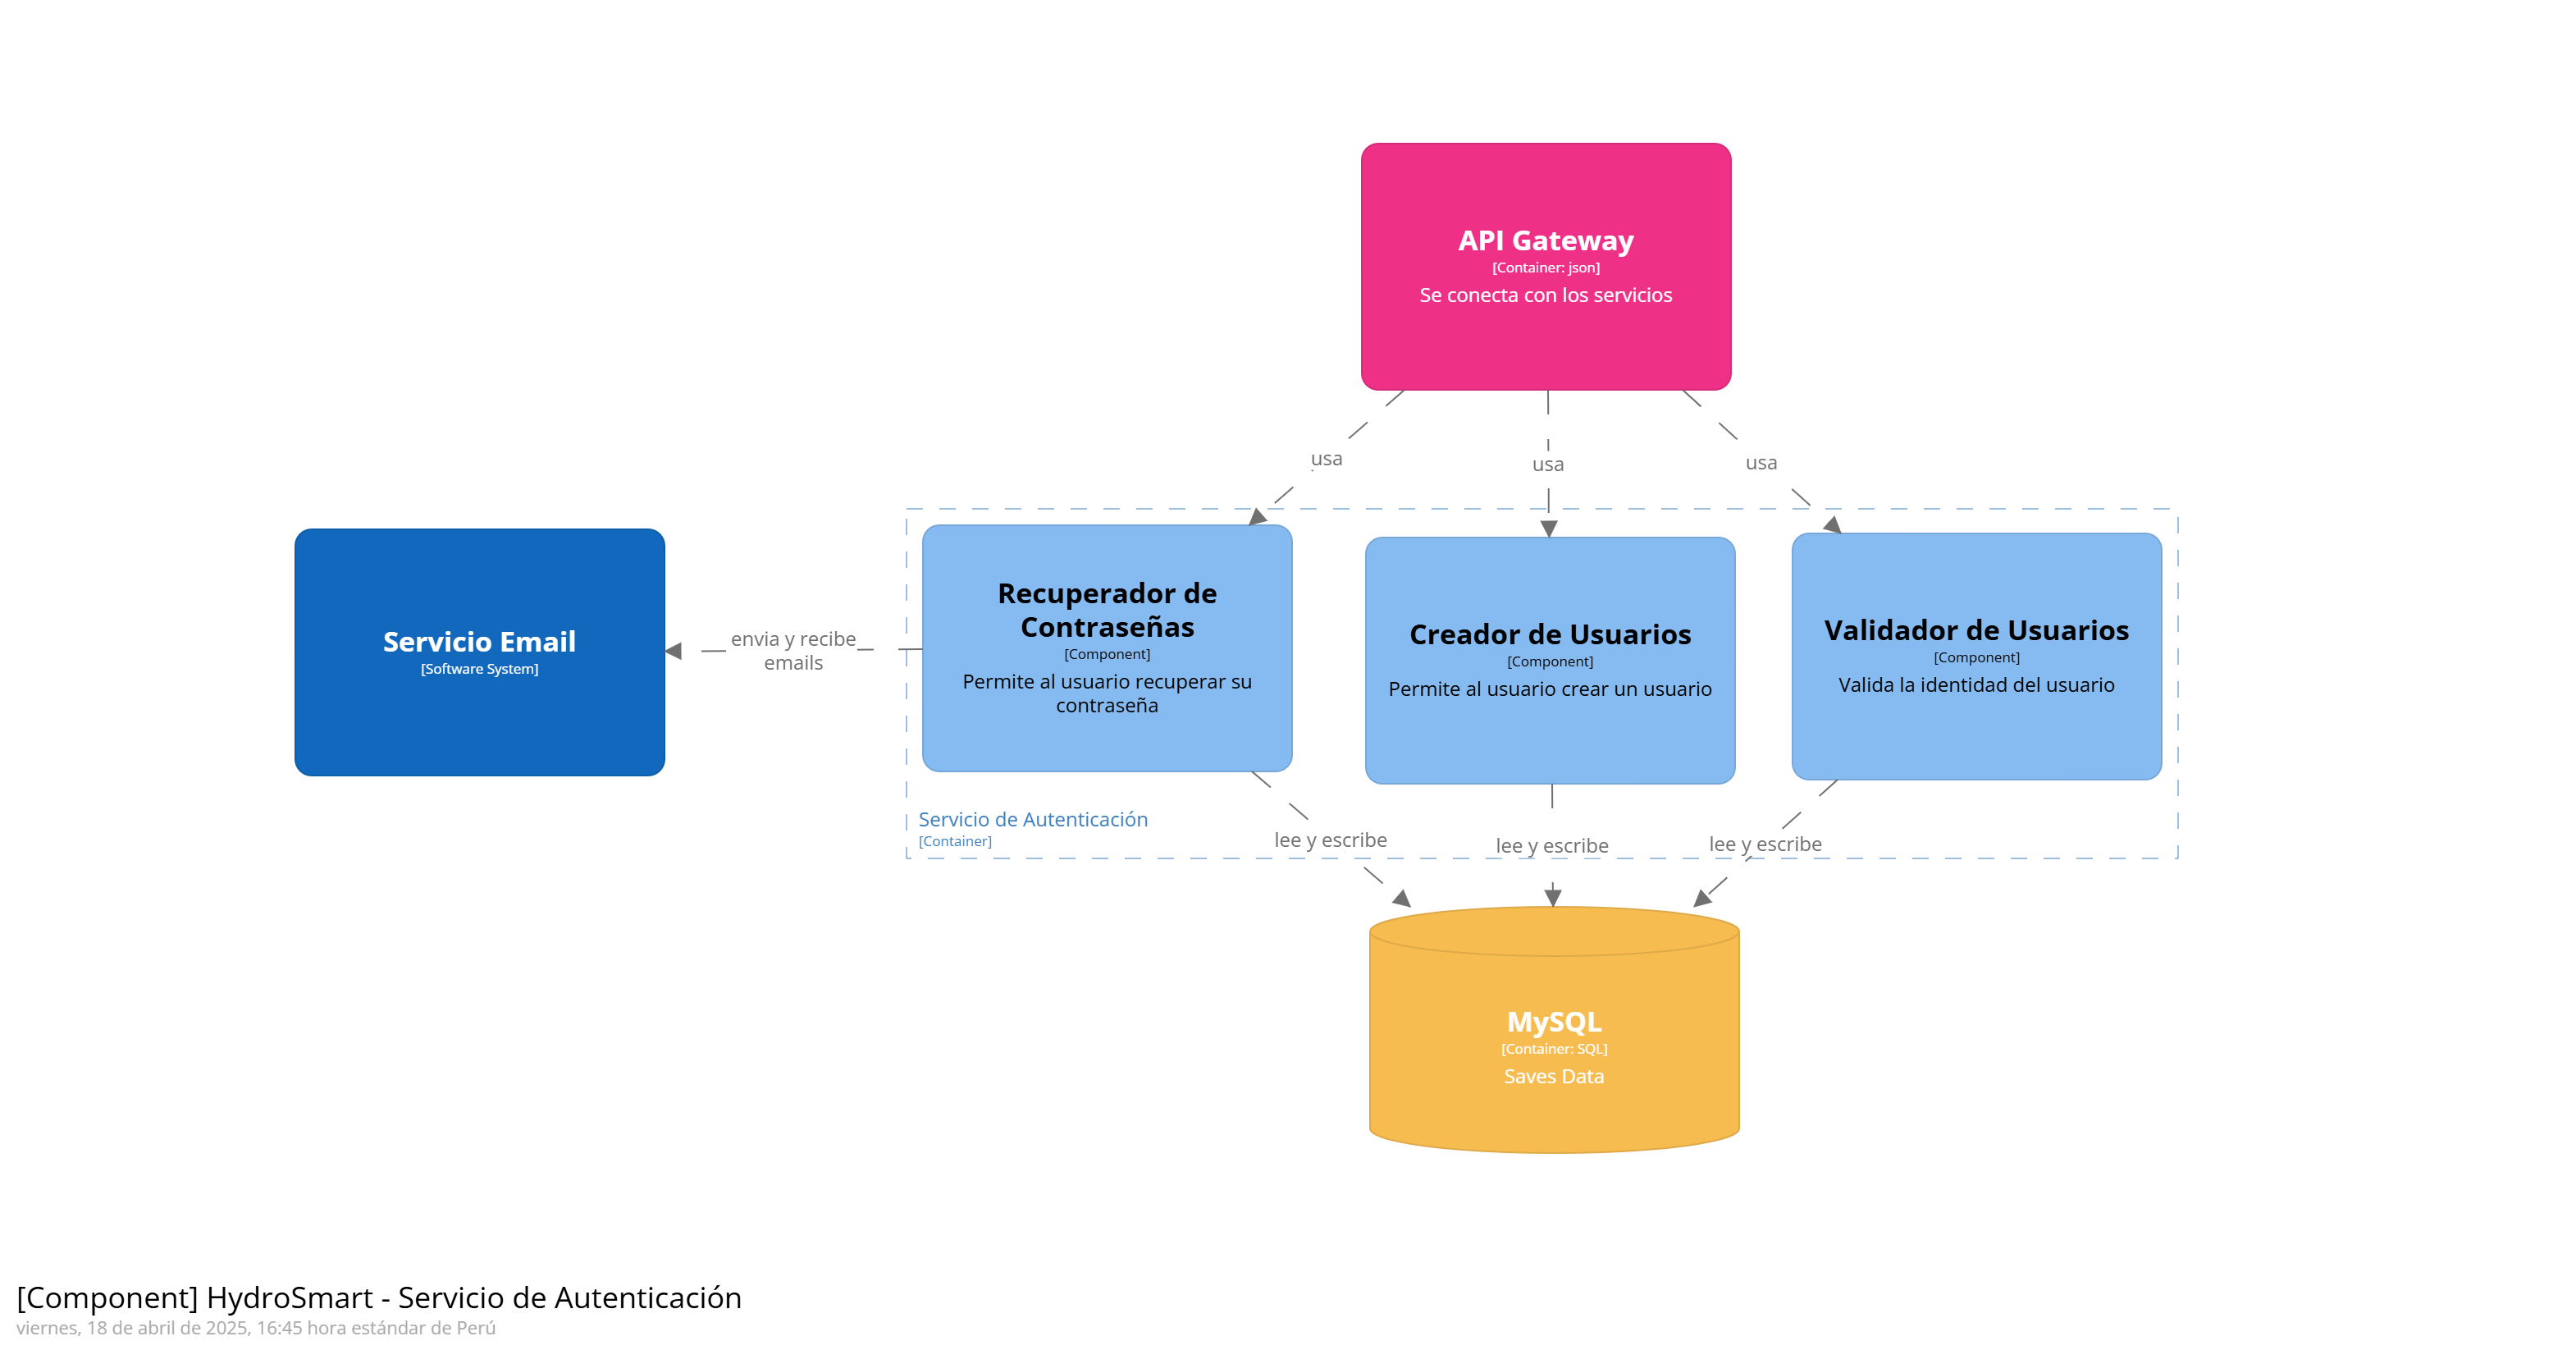 API Gateway
[Container: json]
Se conecta con los servicios
usa
usa
usa
Servicio Email
[Software System]
envia y recibe
emails
Recuperador de
Contraseñas
[Component]
Permite al usuario recuperar su
contraseña
Creador de Usuarios
[Component]
Permite al usuario crear un usuario
Validador de Usuarios
[Component]
Valida la identidad del usuario
Servicio de Autenticación
[Container]
lee y escribe
lee y escribe
lee y escribe
MySQL
[Container: SQL]
Saves Data
[Component] HydroSmart - Servicio de Autenticación
viernes, 18 de abril de 2025, 16:45 hora estándar de Perú